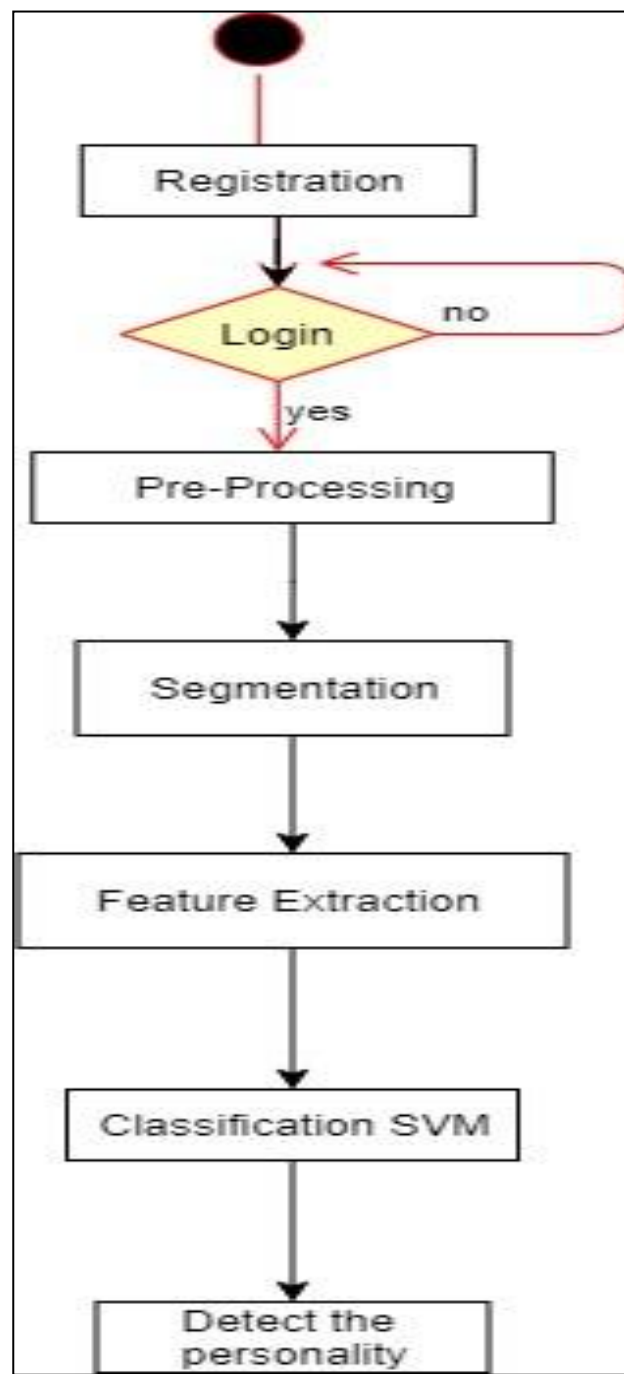 Registration
Login
no
yes
Pre-Processing
Segmentation
Feature Extraction
Classification SVM
Detect the
personality